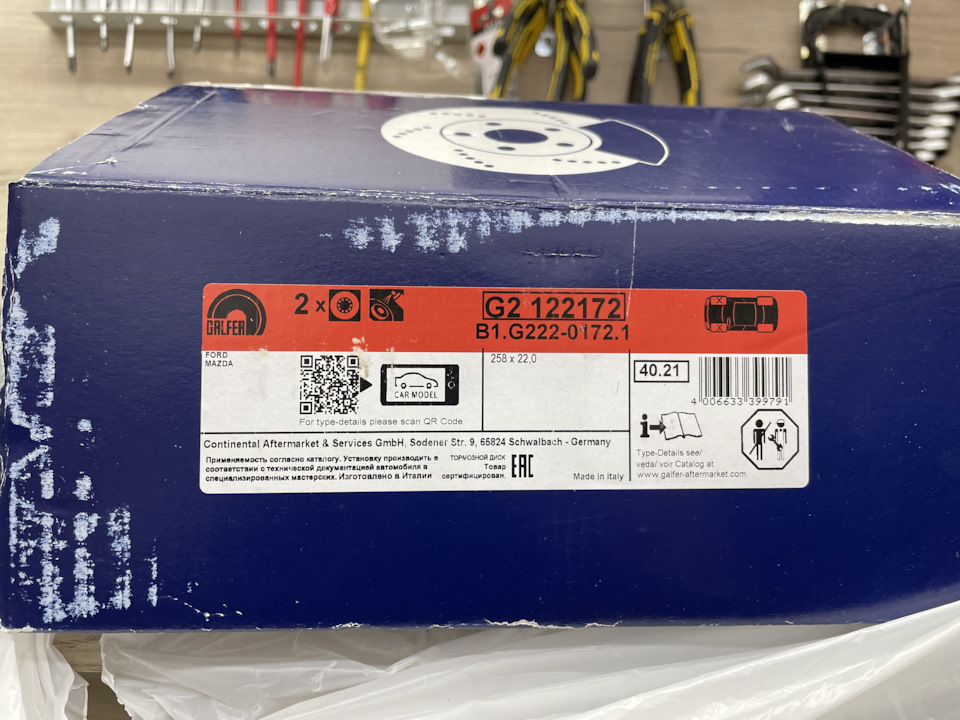 GALFER
2 x
G2 122172
B1.G222-0172.1
FORD
MAZDA
CAR MODEL
For type-details please scan QR Code
258 x 22,0
40.21
4 006633 399791
Continental Aftermarket & Services GmbH, Sodener Str. 9, 65824 Schwalbach - Germany
Применяемость согласно каталогу. Установку производить в
соответствии с технической документацией автомобиля в
специализированных мастерских. Изготовлено в Италии
ТОРМОЗНОЙ ДИСК
Товар
сертифицирован.
EAC
Made in Italy
Type-Details see/
veda/ voir Catalog at
www.galfer-aftermarket.com